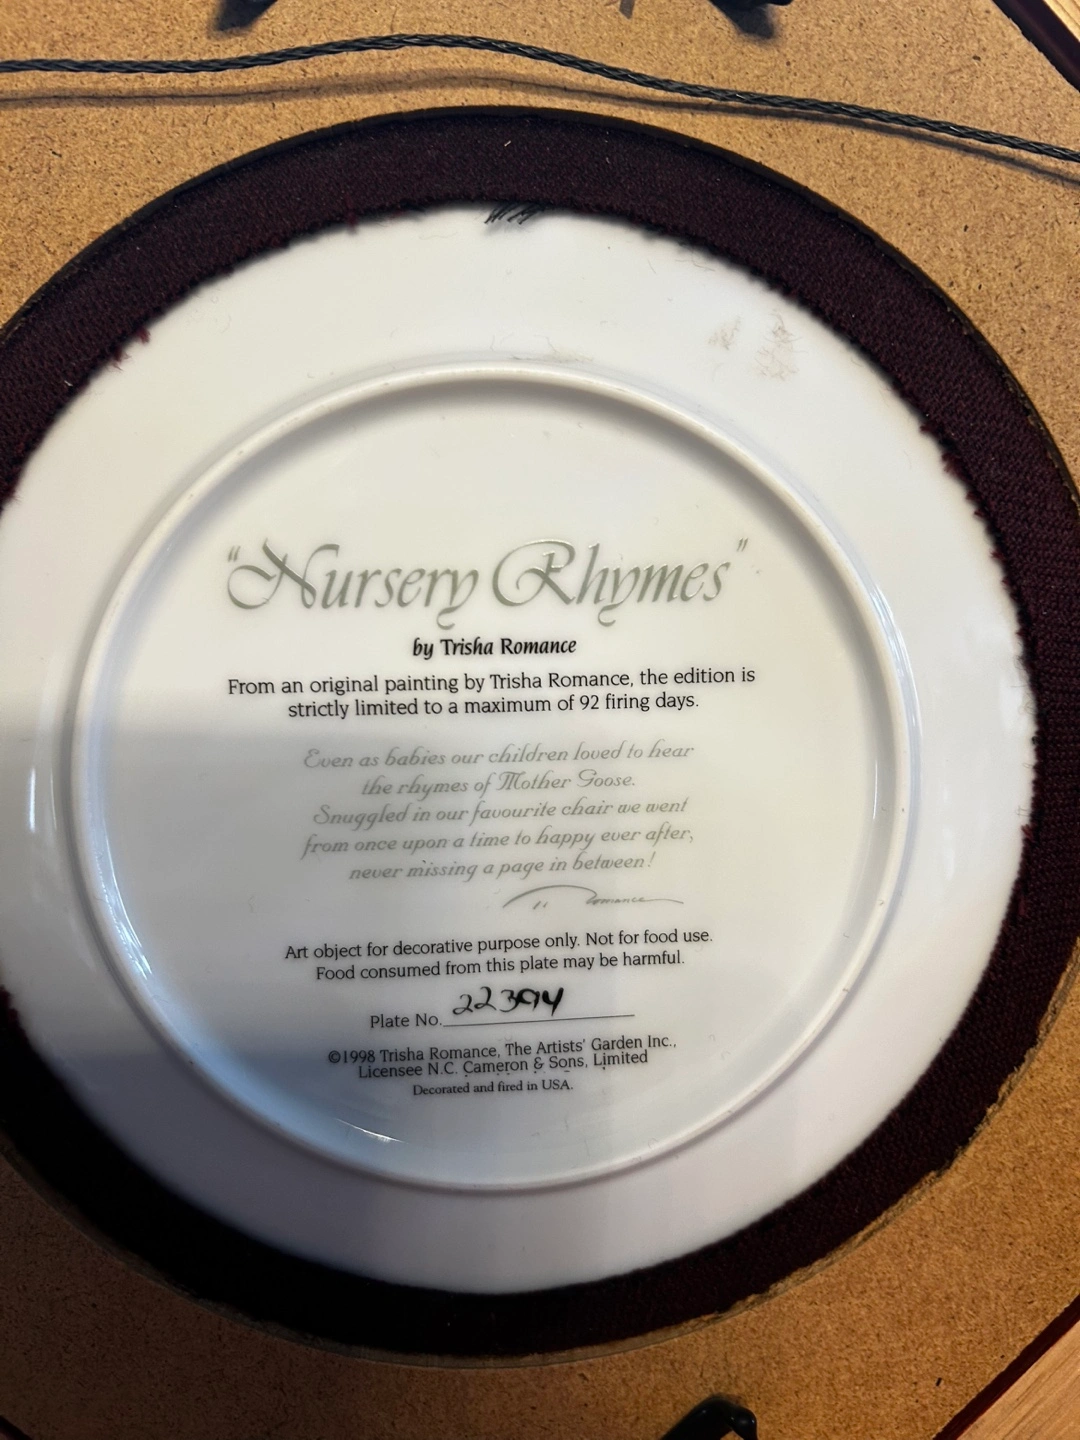 "Nursery Rhymes"
by Trisha Romance
From an original painting by Trisha Romance, the edition is
strictly limited to a maximum of 92 firing days.
Even as babies our children loved to hear
the rhymes of Mother Goose.
Snuggled in our favourite chair we went
from once upon a time to happy ever after,
never missing a page in between!
Romance
Art object for decorative purpose only. Not for food use.
Food consumed from this plate may be harmful.
Plate No. 22394
©1998 Trisha Romance, The Artists' Garden Inc.,
Licensee N.C. Cameron & Sons, Limited
Decorated and fired in USA.